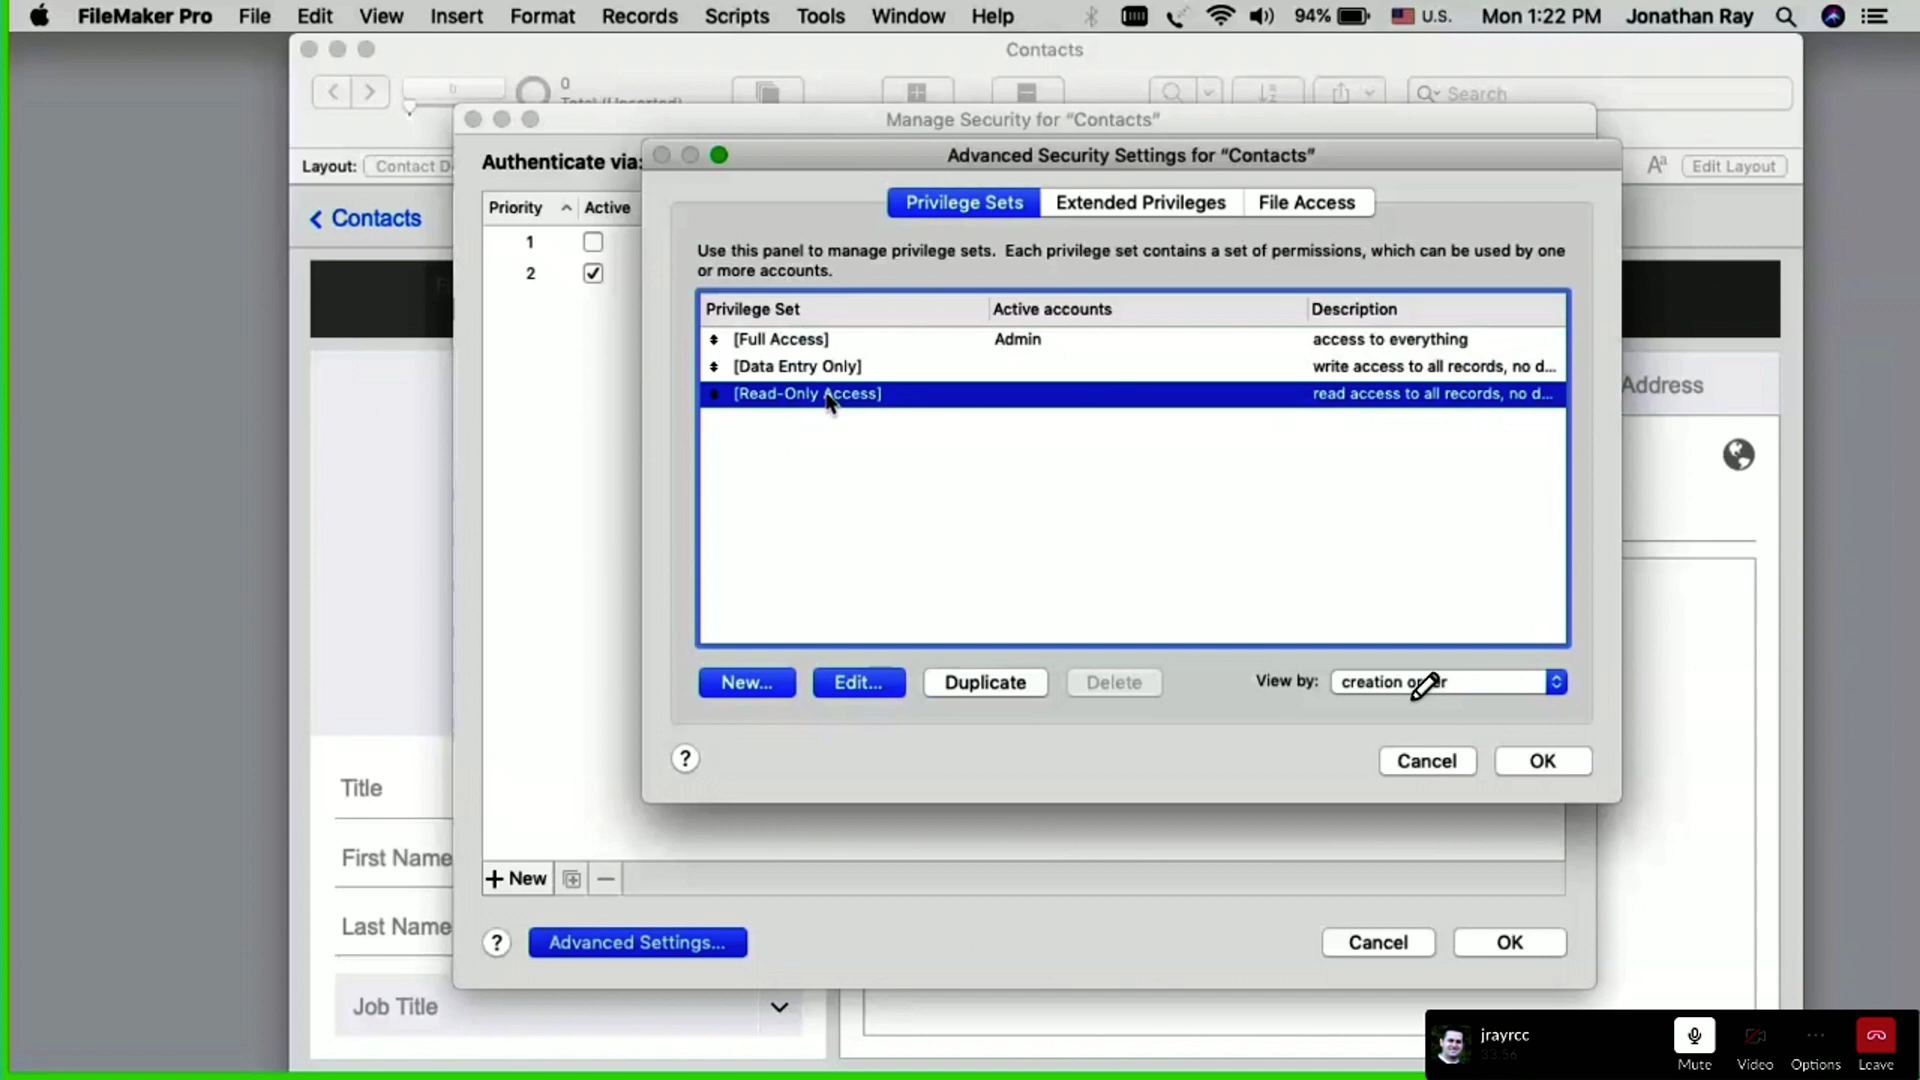 FileMaker Pro File Edit View Insert Format Records Scripts Tools Window Help 94% U.S. Mon 1:22 PM Jonathan Ray
Contacts
0
Search
Manage Security for “Contacts”
Layout: Contact
Edit Layout
Authenticate via:
Advanced Security Settings for “Contacts”
Contacts
Priority Active
1
2
Privilege Sets Extended Privileges File Access
Use this panel to manage privilege sets. Each privilege set contains a set of permissions, which can be used by one
or more accounts.
Privilege Set Active accounts Description
[Full Access] Admin access to everything
[Data Entry Only] write access to all records, no d...
[Read-Only Access] read access to all records, no d...
Address
New... Edit... Duplicate Delete View by: creation
? Cancel OK
Title
First Name
Last Name
Job Title
+ New
? Advanced Settings... Cancel OK
jrayrcc
33:56
Mute Video Options Leave